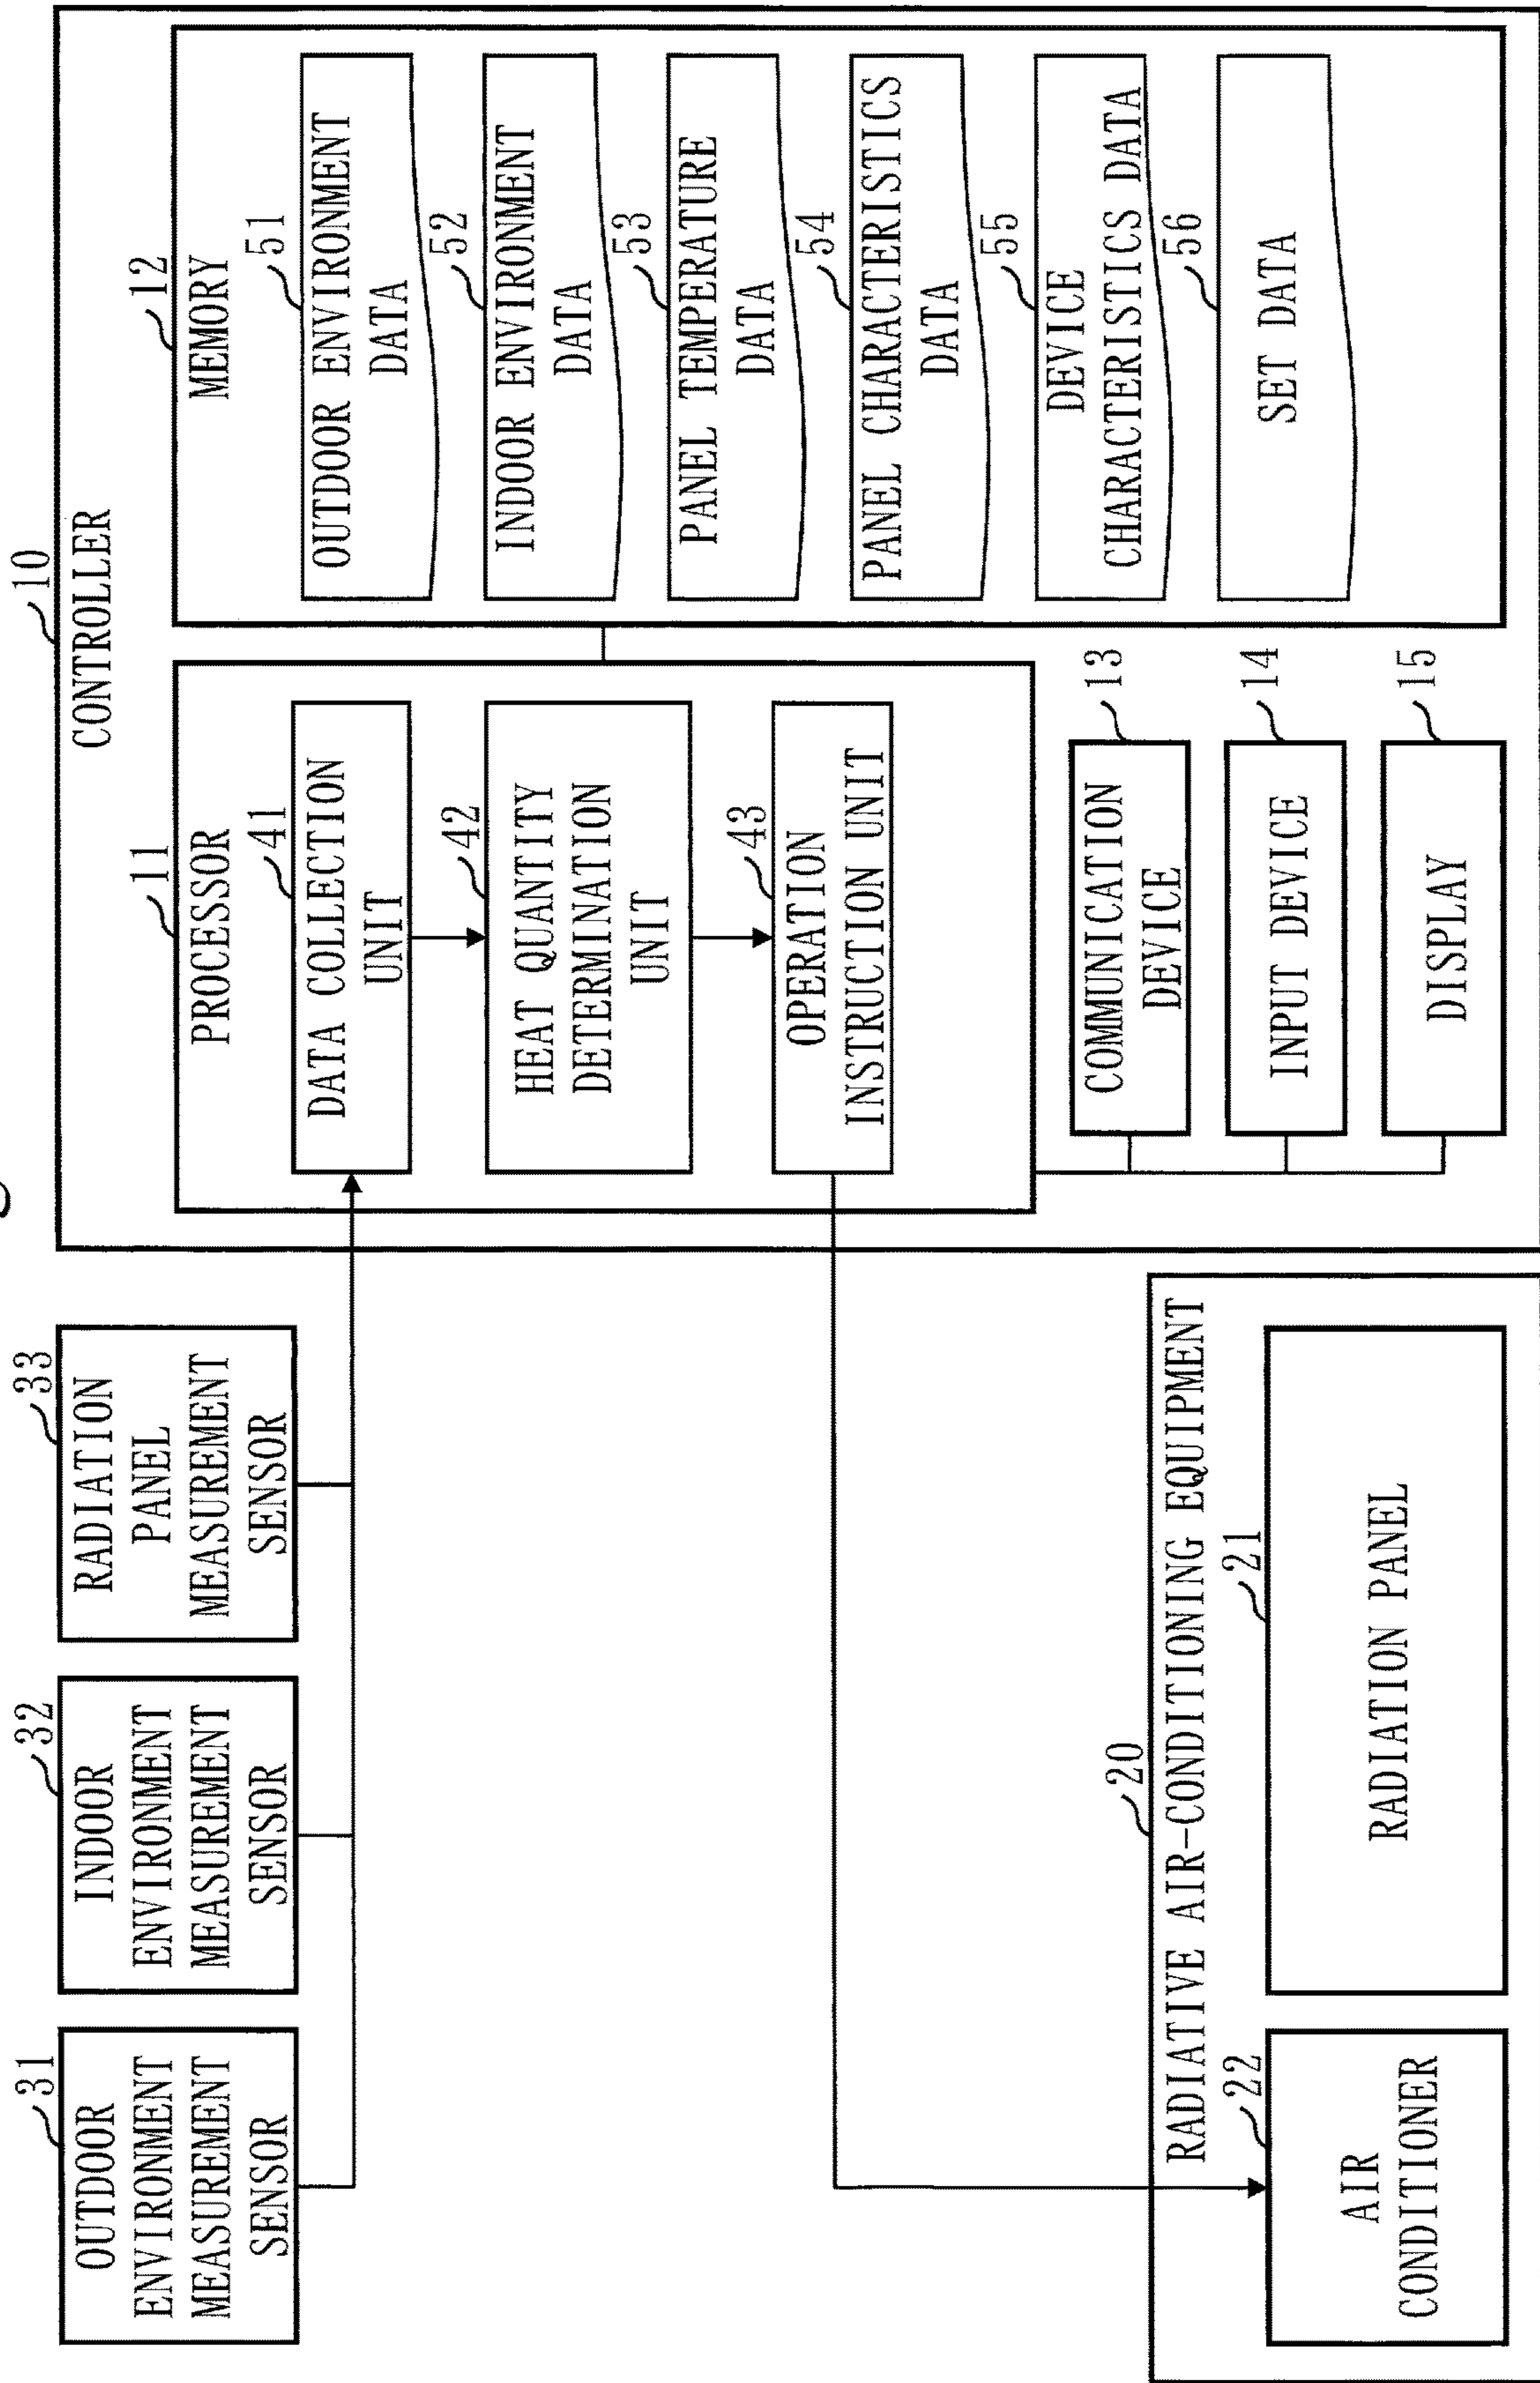 31
OUTDOOR
ENVIRONMENT
MEASUREMENT
SENSOR
32
INDOOR
ENVIRONMENT
MEASUREMENT
SENSOR
33
RADIATION
PANEL
MEASUREMENT
SENSOR
10
CONTROLLER
11
PROCESSOR
41
DATA COLLECTION
UNIT
42
HEAT QUANTITY
DETERMINATION
UNIT
43
OPERATION
INSTRUCTION UNIT
12
MEMORY
51
OUTDOOR ENVIRONMENT
DATA
52
INDOOR ENVIRONMENT
DATA
53
PANEL TEMPERATURE
DATA
54
PANEL CHARACTERISTICS
DATA
55
DEVICE
CHARACTERISTICS DATA
56
SET DATA
13
COMMUNICATION
DEVICE
14
INPUT DEVICE
15
DISPLAY
20
RADIATIVE AIR-CONDITIONING EQUIPMENT
22
AIR
CONDITIONER
21
RADIATION PANEL